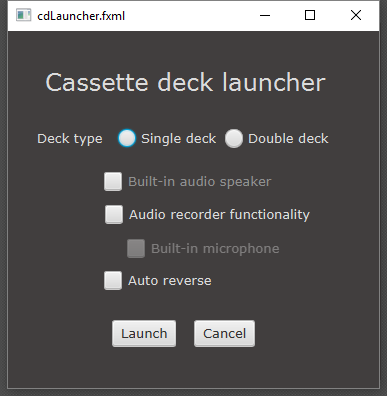 cdLauncher.fxml
Cassette deck launcher
Deck type Single deck Double deck
Built-in audio speaker
Audio recorder functionality
Built-in microphone
Auto reverse
Launch Cancel